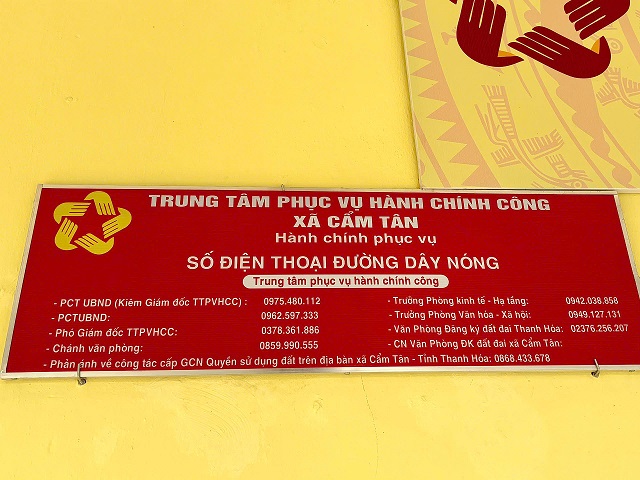 TRUNG TÂM PHỤC VỤ HÀNH CHÍNH CÔNG
XÃ CẨM TÂN
Hành chính phục vụ
SỐ ĐIỆN THOẠI ĐƯỜNG DÂY NÓNG
Trung tâm phục vụ hành chính công
- PCT UBND (Kiêm Giám đốc TTPVHCC) : 0975.480.112
- PCTUBND: 0962.597.333
- Phó Giám đốc TTPVHCC: 0378.361.886
- Chánh văn phòng: 0859.990.555
- Trưởng Phòng kinh tế - Hạ tầng: 0942.038.858
- Trưởng Phòng Văn hóa - Xã hội: 0949.127.131
- Văn Phòng Đăng ký đất đai Thanh Hóa: 02376.256.207
- CN Văn Phòng ĐK đất đai xã Cẩm Tân:
- Phản ánh về công tác cấp GCN Quyền sử dụng đất trên địa bàn xã Cẩm Tân - Tỉnh Thanh Hóa: 0868.433.678